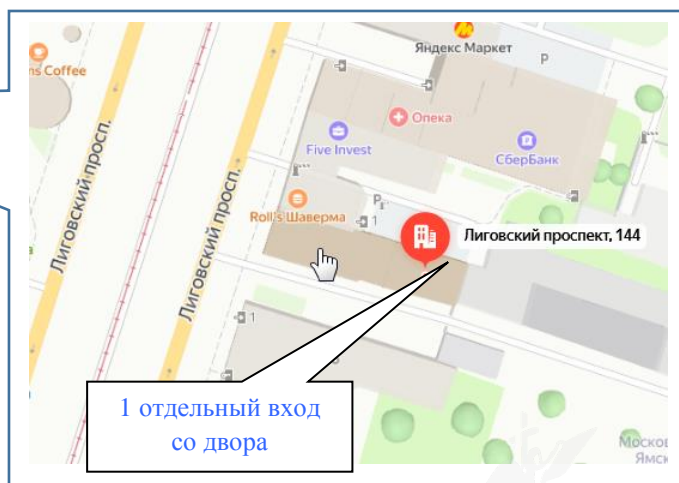 Яндекс Маркет
P
ns Coffee
Опека
Five Invest
СберБанк
Лиговский просп.
Лиговский просп.
Roll's Шаверма
P
1
Лиговский проспект, 144
1
1 отдельный вход
со двора
Москов
Ямск